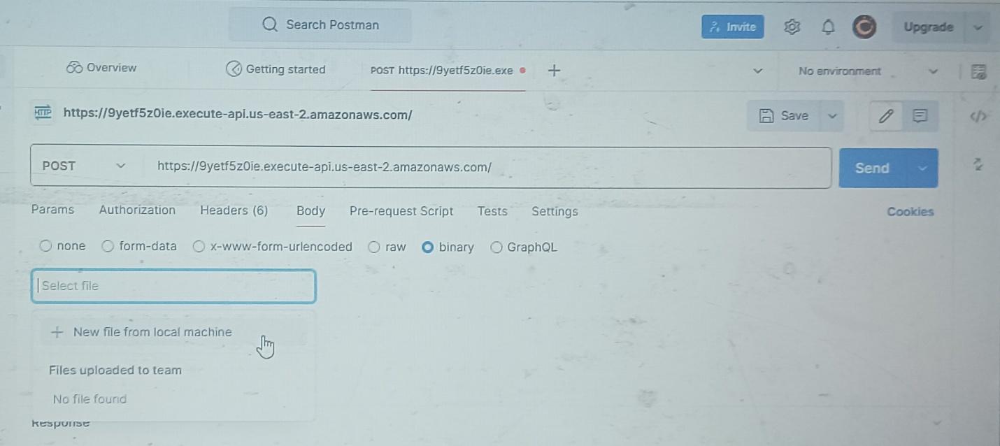 Search Postman
Invite
Upgrade
Overview
Getting started
POST https://9yetf5z0ie.exe
No environment
HTTP
https://9yetf5z0ie.execute-api.us-east-2.amazonaws.com/
Save
POST
https://9yetf5z0ie.execute-api.us-east-2.amazonaws.com/
Send
Params Authorization Headers (6) Body Pre-request Script Tests Settings Cookies
none form-data x-www-form-urlencoded raw binary GraphQL
Select file
New file from local machine
Files uploaded to team
No file found
Response